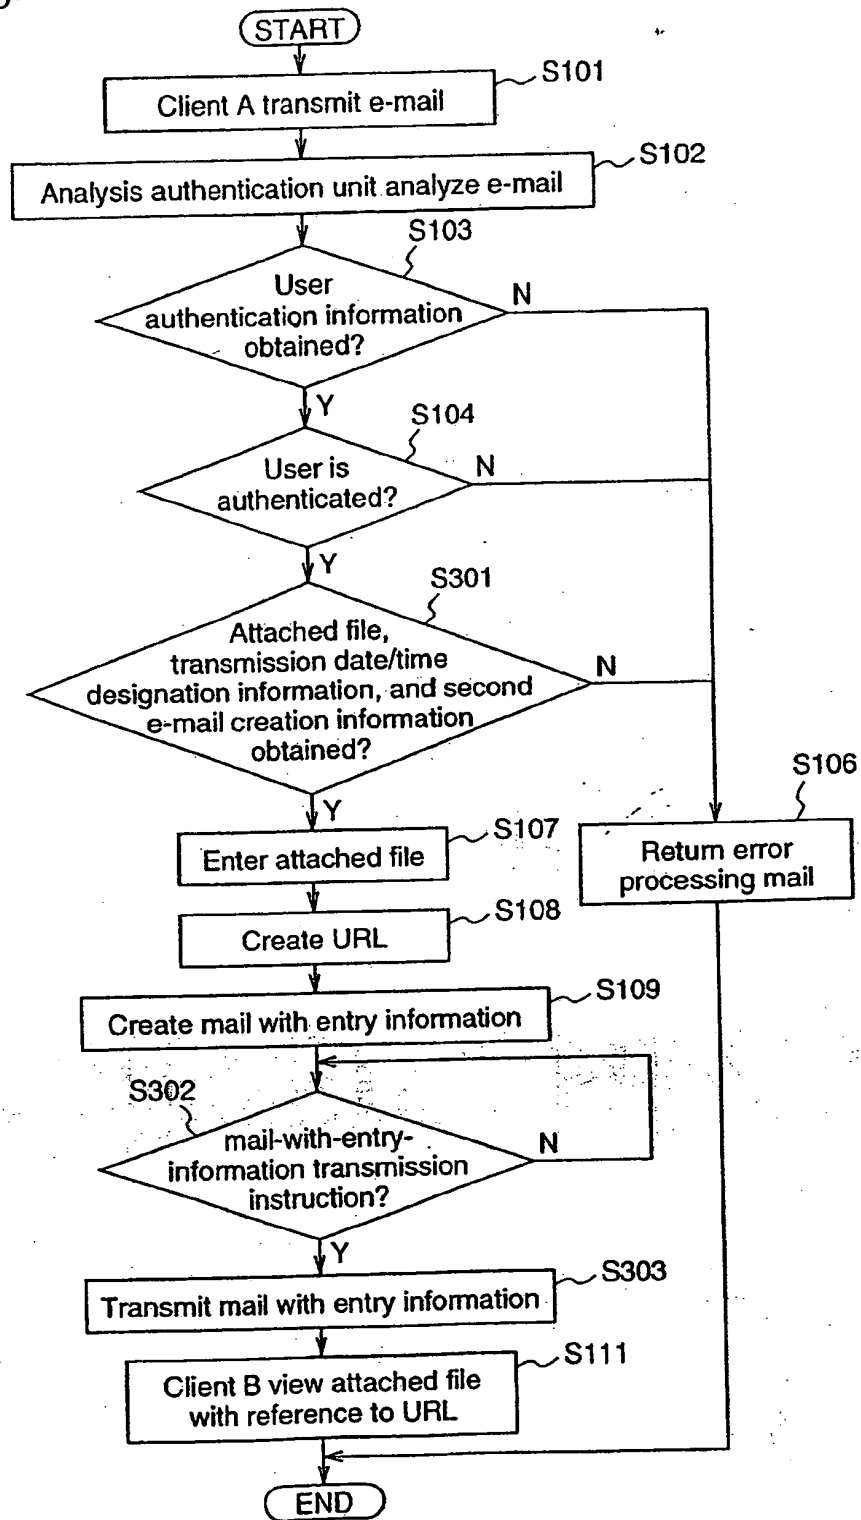 START
S101
Client A transmit e-mail
S102
Analysis authentication unit analyze e-mail
S103
User
authentication information
obtained?
N
Y
S104
User is
authenticated?
N
Y
S301
Attached file,
transmission date/time
designation information, and second
e-mail creation information
obtained?
N
Y
S106
Return error
processing mail
S107
Enter attached file
S108
Create URL
S109
Create mail with entry information
S302
mail-with-entry-
information transmission
instruction?
N
Y
S303
Transmit mail with entry information
S111
Client B view attached file
with reference to URL
END